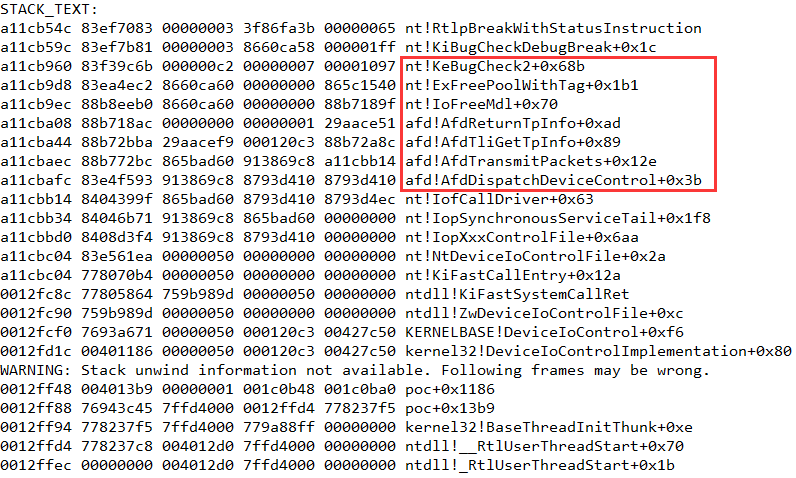 STACK_TEXT:
a11cb54c 83ef7083 00000003 3f86fa3b 00000065 nt!RtlpBreakWithStatusInstruction
a11cb59c 83ef7b81 00000003 8660ca58 000001ff nt!KiBugCheckDebugBreak+0x1c
a11cb960 83f39c6b 000000c2 00000007 00001097 nt!KeBugCheck2+0x68b
a11cb9d8 83ea4ec2 8660ca60 00000000 865c1540 nt!ExFreePoolWithTag+0x1b1
a11cb9ec 88b8eeb0 8660ca60 00000000 88b7189f nt!IoFreeMdl+0x70
a11cba08 88b718ac 00000000 00000001 29aace51 afd!AfdReturnTpInfo+0xad
a11cba44 88b72bba 29aacef9 000120c3 88b72a8c afd!AfdTliGetTpInfo+0x89
a11cbaec 88b772bc 865bad60 913869c8 a11cbb14 afd!AfdTransmitPackets+0x12e
a11cbafc 83e4f593 913869c8 8793d410 8793d410 afd!AfdDispatchDeviceControl+0x3b
a11cbb14 8404399f 865bad60 913869c8 8793d4ec nt!IofCallDriver+0x63
a11cbb34 84046b71 913869c8 865bad60 00000000 nt!IopSynchronousServiceTail+0x1f8
a11cbbd0 8408d3f4 913869c8 8793d410 00000000 nt!IopXxxControlFile+0x6aa
a11cbc04 83e561ea 00000050 00000000 00000000 nt!NtDeviceIoControlFile+0x2a
a11cbc04 778070b4 00000050 00000000 00000000 nt!KiFastCallEntry+0x12a
0012fc8c 77805864 759b989d 00000050 00000000 ntdll!KiFastSystemCallRet
0012fc90 759b989d 00000050 00000000 00000000 ntdll!ZwDeviceIoControlFile+0xc
0012fcf0 7693a671 00000050 000120c3 00427c50 KERNELBASE!DeviceIoControl+0xf6
0012fd1c 00401186 00000050 000120c3 00427c50 kernel32!DeviceIoControlImplementation+0x80
WARNING: Stack unwind information not available. Following frames may be wrong.
0012ff48 004013b9 00000001 001c0b48 001c0ba0 poc+0x1186
0012ff88 76943c45 7ffd4000 0012ffd4 778237f5 poc+0x13b9
0012ff94 778237f5 7ffd4000 779a88ff 00000000 kernel32!BaseThreadInitThunk+0xe
0012ffd4 778237c8 004012d0 7ffd4000 00000000 ntdll!__RtlUserThreadStart+0x70
0012ffec 00000000 004012d0 7ffd4000 00000000 ntdll!_RtlUserThreadStart+0x1b